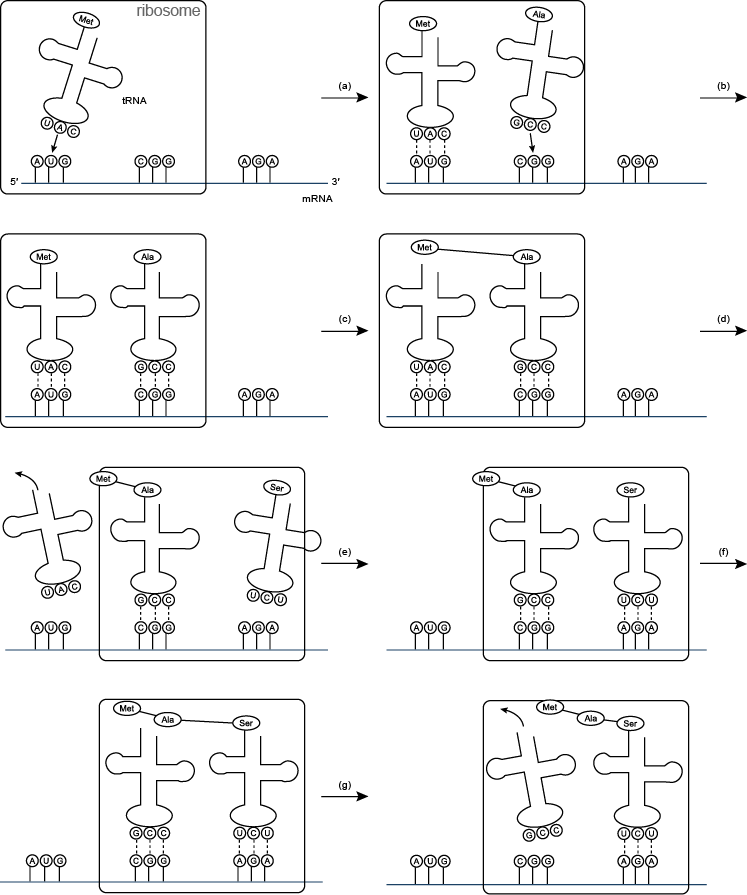 Met
ribosome
tRNA
U A C
A U G
C G G
A G A
5′
3′
mRNA
(a)
Met
Ala
U A C
G C C
A U G
C G G
A G A
(b)
Met
Ala
U A C
G C C
A U G
C G G
A G A
(c)
Met
Ala
U A C
G C C
A U G
C G G
A G A
(d)
Met
Ala
Ser
U A C
G C C
U C U
A U G
C G G
A G A
(e)
Met
Ala
Ser
G C C
U C U
A U G
C G G
A G A
(f)
Met
Ala
Ser
G C C
U C U
A U G
C G G
A G A
(g)
Met
Ala
Ser
G C C
U C U
A U G
C G G
A G A